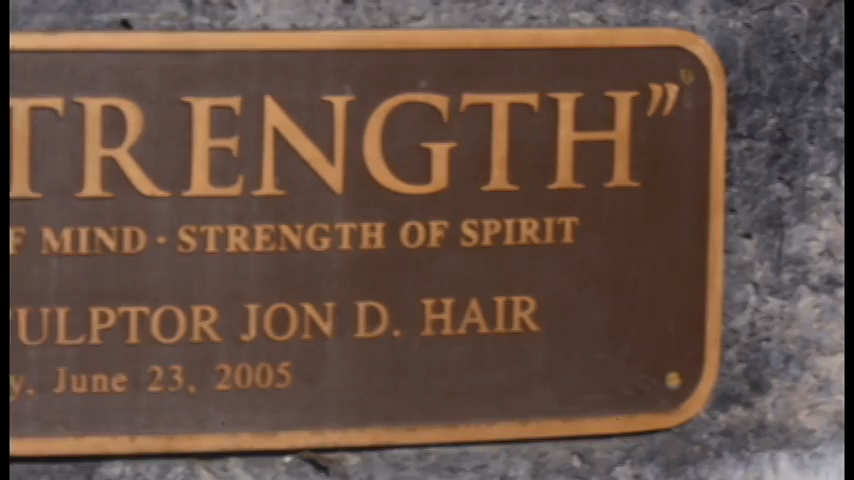 TRENGTH”
F MIND · STRENGTH OF SPIRIT
ULPTOR JON D. HAIR
y, June 23, 2005